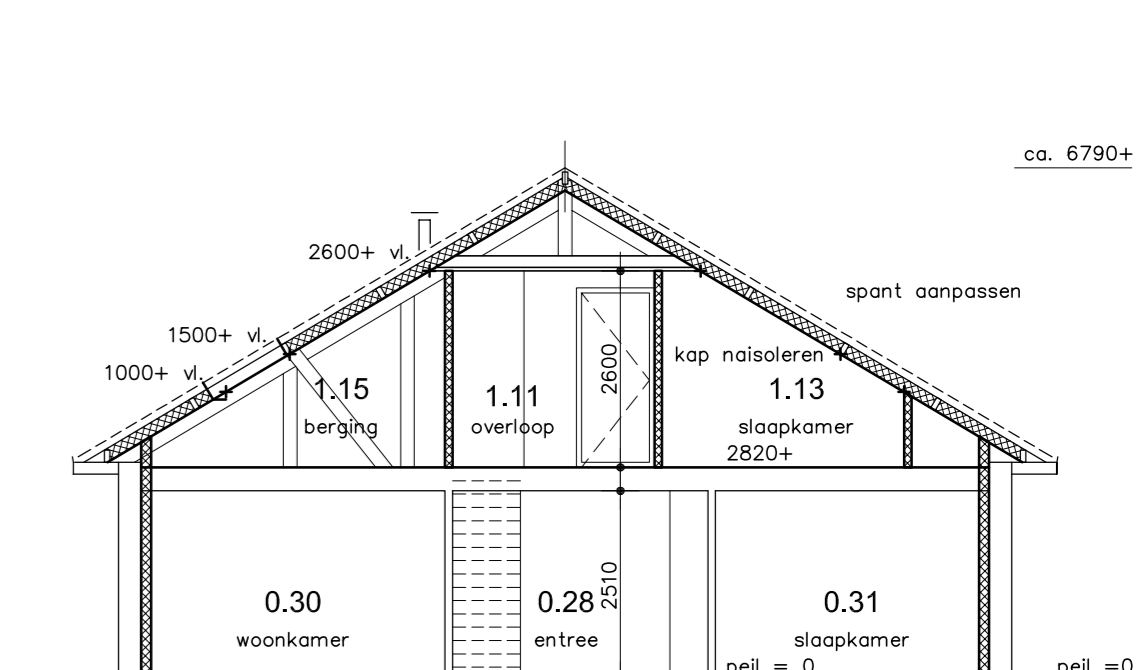 ca. 6790+
2600+ vl.
spant aanpassen
1500+ vl.
kap naisoleren
1000+ vl.
2600
1.15
1.11
1.13
berging
overloop
slaapkamer
2820+
2510
0.30
0.28
0.31
woonkamer
entree
slaapkamer
peil = 0
peil =0